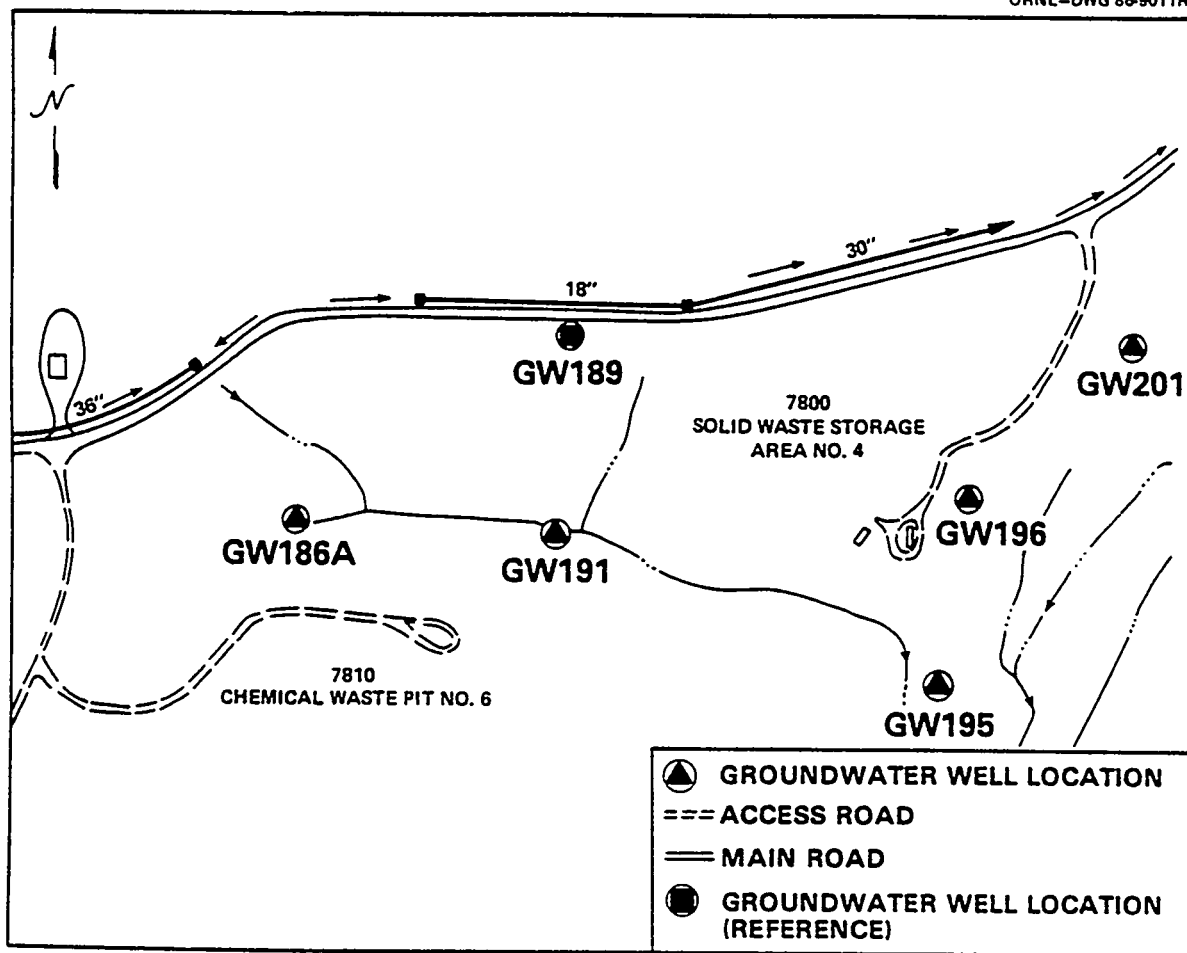 N
30"
18"
GW189
36"
GW201
7800
SOLID WASTE STORAGE
AREA NO. 4
GW186A
GW191
GW196
7810
CHEMICAL WASTE PIT NO. 6
GW195
GROUNDWATER WELL LOCATION
ACCESS ROAD
MAIN ROAD
GROUNDWATER WELL LOCATION
(REFERENCE)